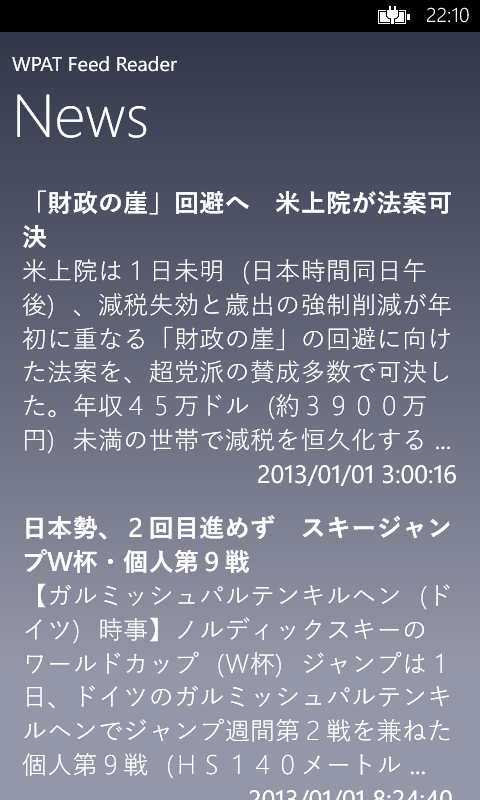 22:10
WPAT Feed Reader
News
「財政の崖」回避へ　米上院が法案可
決
米上院は１日未明（日本時間同日午
後）、減税失効と歳出の強制削減が年
初に重なる「財政の崖」の回避に向け
た法案を、超党派の賛成多数で可決し
た。年収４５万ドル（約３９００万
円）未満の世帯で減税を恒久化する ...
2013/01/01 3:00:16
日本勢、２回目進めず　スキージャン
プW杯・個人第９戦
【ガルミッシュパルテンキルヘン（ド
イツ）時事】ノルディックスキーの
ワールドカップ（W杯）ジャンプは１
日、ドイツのガルミッシュパルテンキ
ルヘンでジャンプ週間第２戦を兼ねた
個人第９戦（ＨＳ１４０メートル ...
2013/01/01 8:24:40